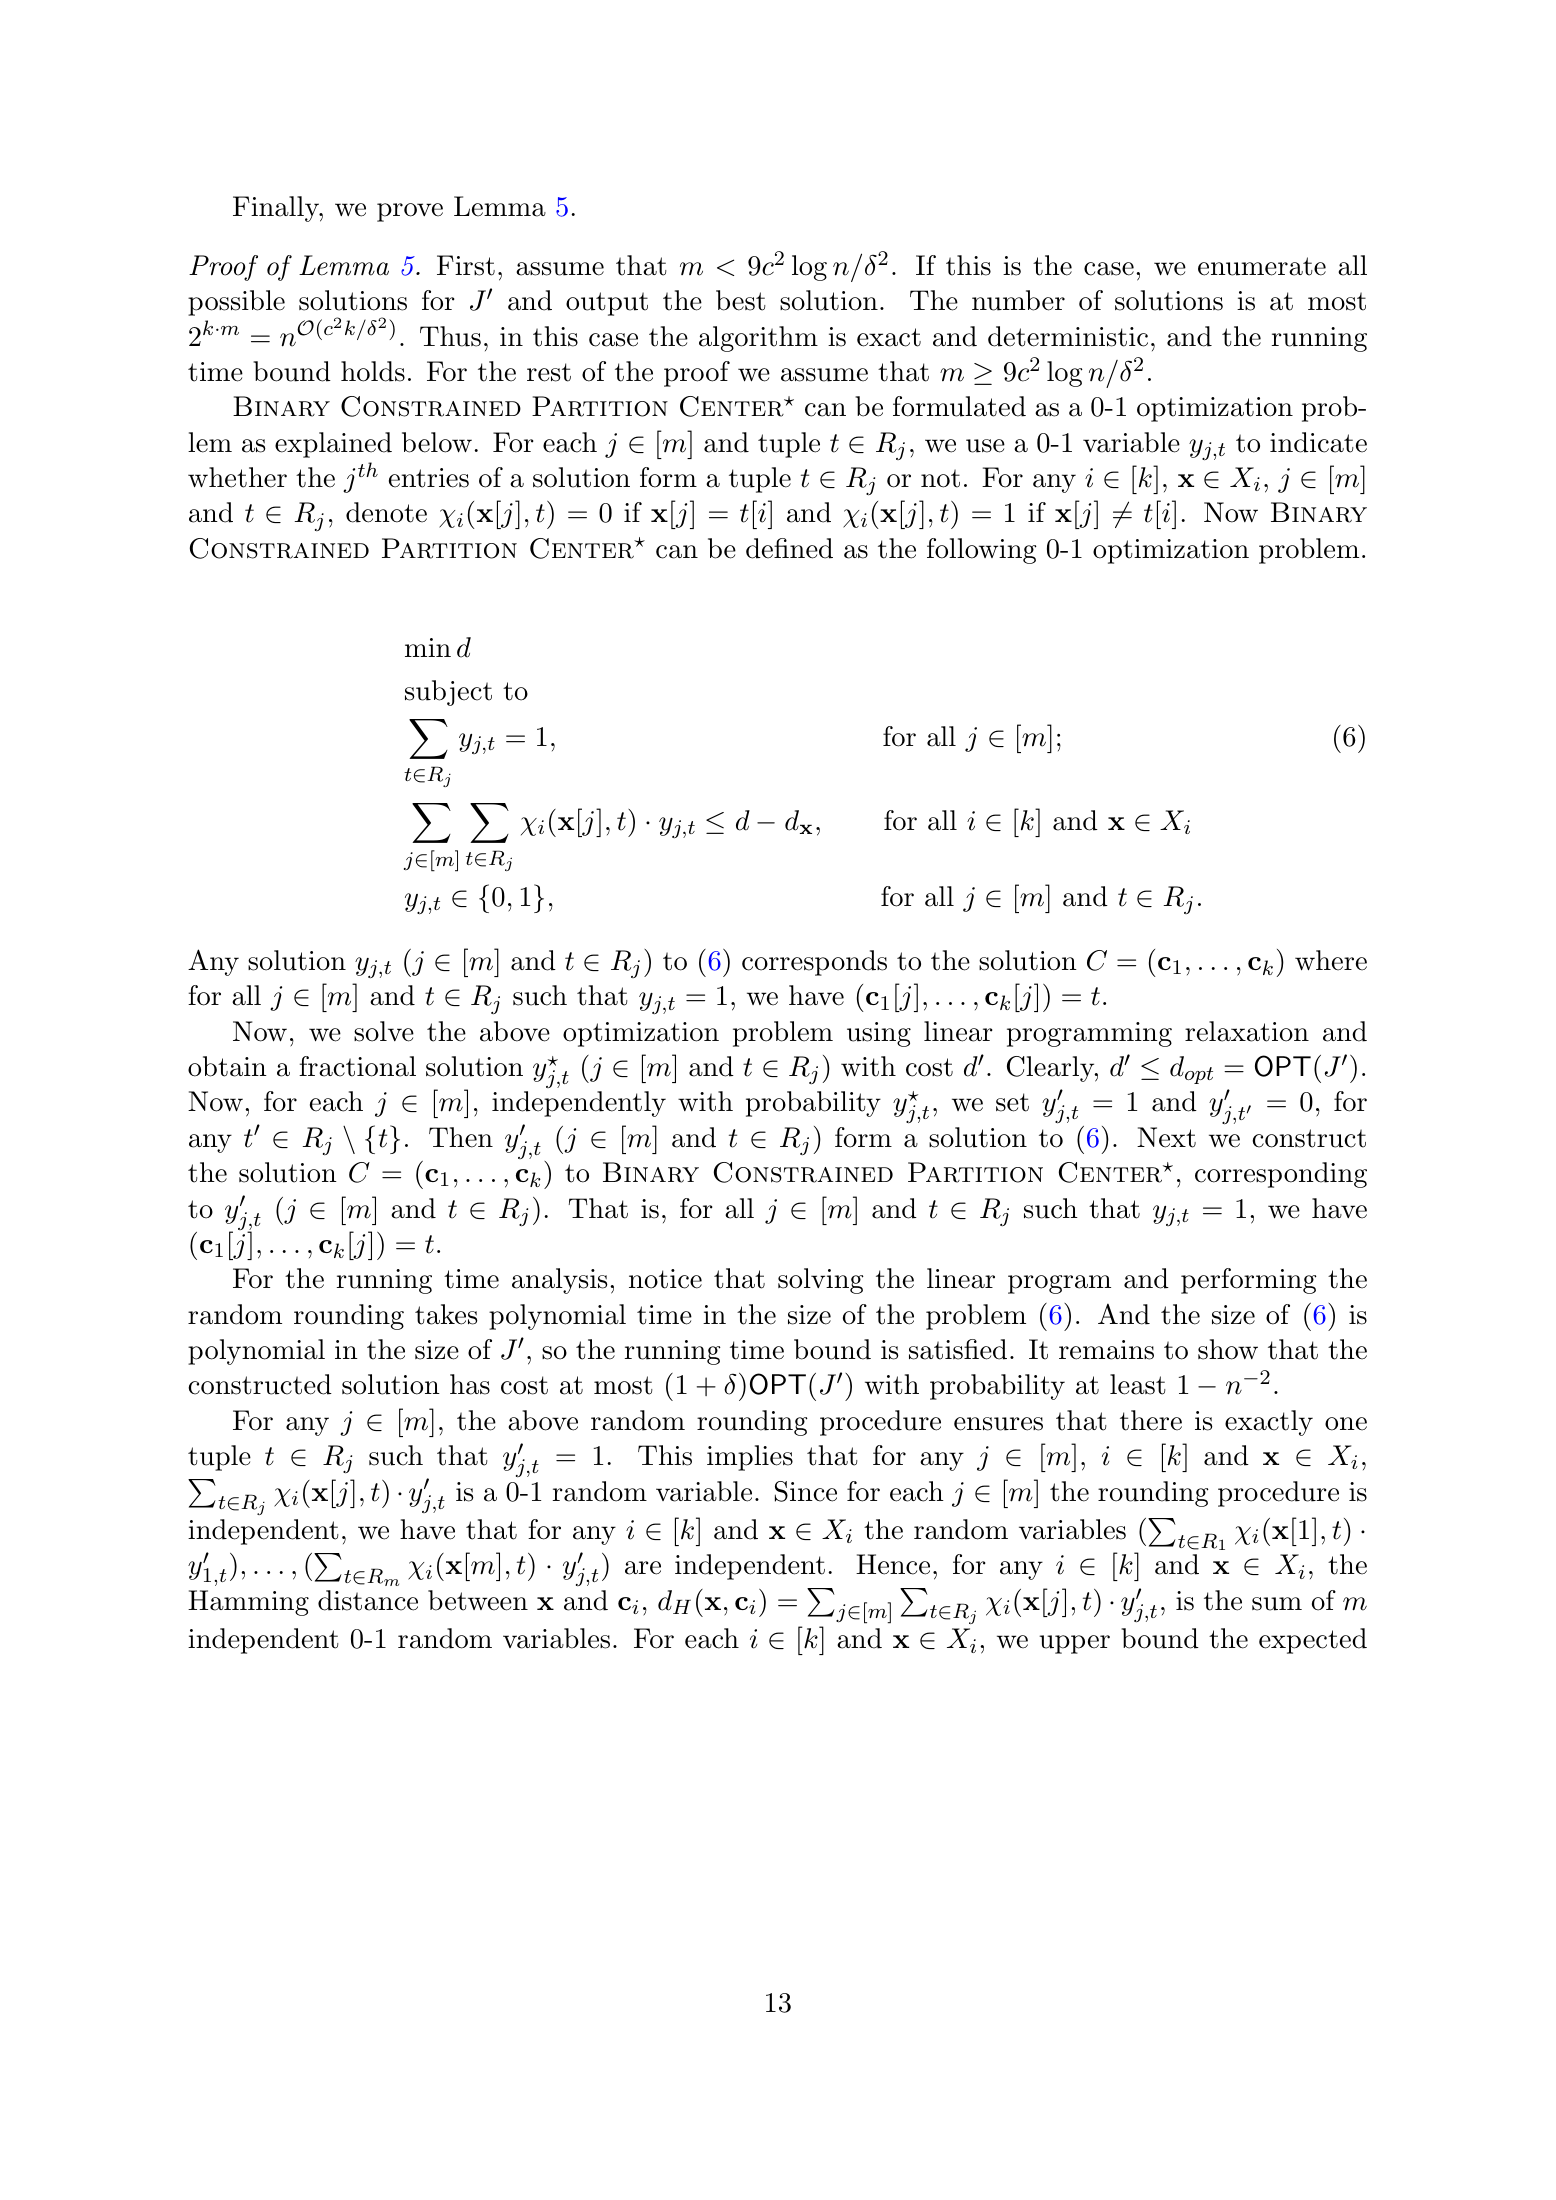 Finally, we prove Lemma 5.
Proof of Lemma 5. First, assume that m < 9c² log n/δ². If this is the case, we enumerate all
possible solutions for J′ and output the best solution. The number of solutions is at most
2^{k·m} = n^{𝒪(c²k/δ²)}. Thus, in this case the algorithm is exact and deterministic, and the running
time bound holds. For the rest of the proof we assume that m ≥ 9c² log n/δ².
Binary Constrained Partition Center⋆ can be formulated as a 0-1 optimization prob-
lem as explained below. For each j ∈ [m] and tuple t ∈ R_j, we use a 0-1 variable y_{j,t} to indicate
whether the j^{th} entries of a solution form a tuple t ∈ R_j or not. For any i ∈ [k], x ∈ X_i, j ∈ [m]
and t ∈ R_j, denote χ_i(x[j], t) = 0 if x[j] = t[i] and χ_i(x[j], t) = 1 if x[j] ≠ t[i]. Now Binary
Constrained Partition Center⋆ can be defined as the following 0-1 optimization problem.
min d
subject to
∑_{t∈R_j} y_{j,t} = 1, for all j ∈ [m]; (6)
∑_{j∈[m]} ∑_{t∈R_j} χ_i(x[j], t) · y_{j,t} ≤ d − d_x, for all i ∈ [k] and x ∈ X_i
y_{j,t} ∈ {0, 1}, for all j ∈ [m] and t ∈ R_j.
Any solution y_{j,t} (j ∈ [m] and t ∈ R_j) to (6) corresponds to the solution C = (c_1, . . . , c_k) where
for all j ∈ [m] and t ∈ R_j such that y_{j,t} = 1, we have (c_1[j], . . . , c_k[j]) = t.
Now, we solve the above optimization problem using linear programming relaxation and
obtain a fractional solution y⋆_{j,t} (j ∈ [m] and t ∈ R_j) with cost d′. Clearly, d′ ≤ d_{opt} = OPT(J′).
Now, for each j ∈ [m], independently with probability y⋆_{j,t}, we set y′_{j,t} = 1 and y′_{j,t′} = 0, for
any t′ ∈ R_j \ {t}. Then y′_{j,t} (j ∈ [m] and t ∈ R_j) form a solution to (6). Next we construct
the solution C = (c_1, . . . , c_k) to Binary Constrained Partition Center⋆, corresponding
to y′_{j,t} (j ∈ [m] and t ∈ R_j). That is, for all j ∈ [m] and t ∈ R_j such that y_{j,t} = 1, we have
(c_1[j], . . . , c_k[j]) = t.
For the running time analysis, notice that solving the linear program and performing the
random rounding takes polynomial time in the size of the problem (6). And the size of (6) is
polynomial in the size of J′, so the running time bound is satisfied. It remains to show that the
constructed solution has cost at most (1 + δ)OPT(J′) with probability at least 1 − n^{−2}.
For any j ∈ [m], the above random rounding procedure ensures that there is exactly one
tuple t ∈ R_j such that y′_{j,t} = 1. This implies that for any j ∈ [m], i ∈ [k] and x ∈ X_i,
∑_{t∈R_j} χ_i(x[j], t) · y′_{j,t} is a 0-1 random variable. Since for each j ∈ [m] the rounding procedure is
independent, we have that for any i ∈ [k] and x ∈ X_i the random variables (∑_{t∈R_1} χ_i(x[1], t) ·
y′_{1,t}), . . . , (∑_{t∈R_m} χ_i(x[m], t) · y′_{j,t}) are independent. Hence, for any i ∈ [k] and x ∈ X_i, the
Hamming distance between x and c_i, d_H(x, c_i) = ∑_{j∈[m]} ∑_{t∈R_j} χ_i(x[j], t) · y′_{j,t}, is the sum of m
independent 0-1 random variables. For each i ∈ [k] and x ∈ X_i, we upper bound the expected
13